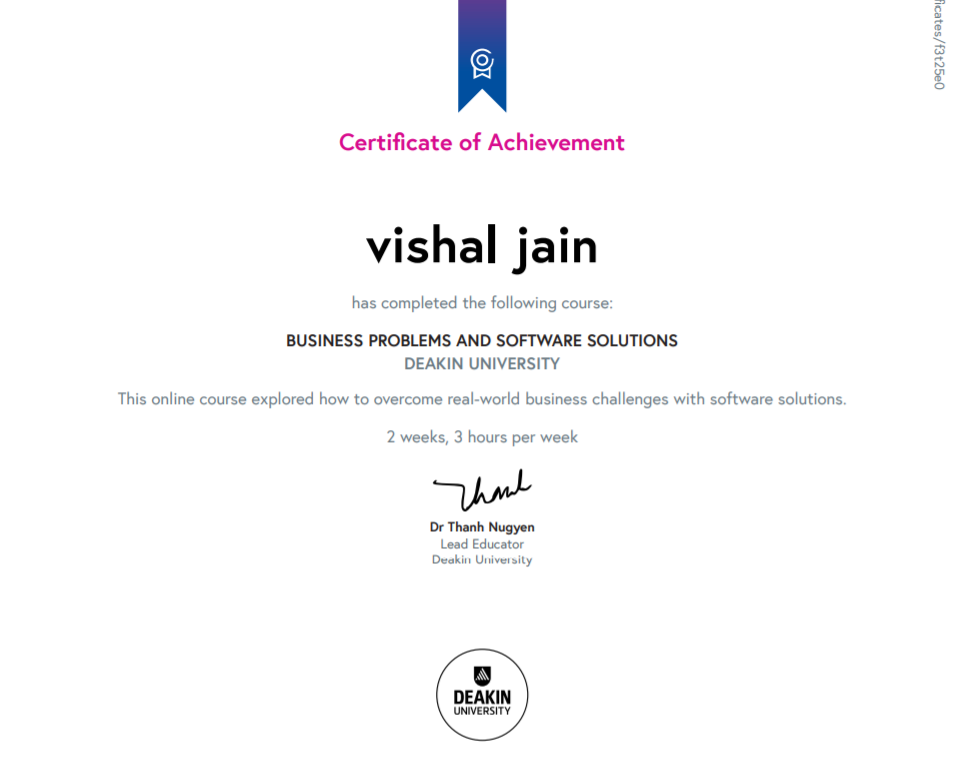 ficates/f3t25e0
Certificate of Achievement
vishal jain
has completed the following course:
BUSINESS PROBLEMS AND SOFTWARE SOLUTIONS
DEAKIN UNIVERSITY
This online course explored how to overcome real-world business challenges with software solutions.
2 weeks, 3 hours per week
Thanh
Dr Thanh Nugyen
Lead Educator
Deakin University
DEAKIN
UNIVERSITY